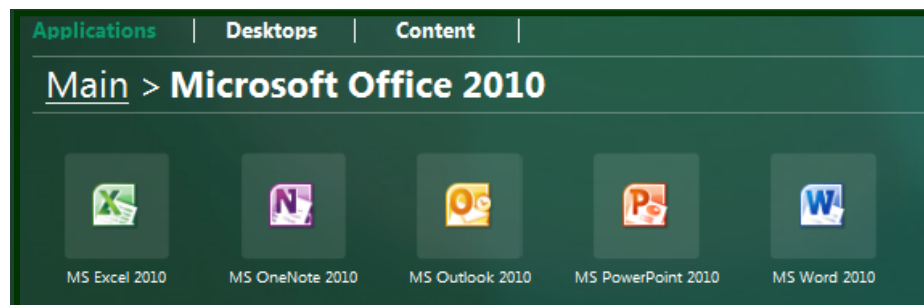 Applications | Desktops | Content |
Main > Microsoft Office 2010
MS Excel 2010 MS OneNote 2010 MS Outlook 2010 MS PowerPoint 2010 MS Word 2010